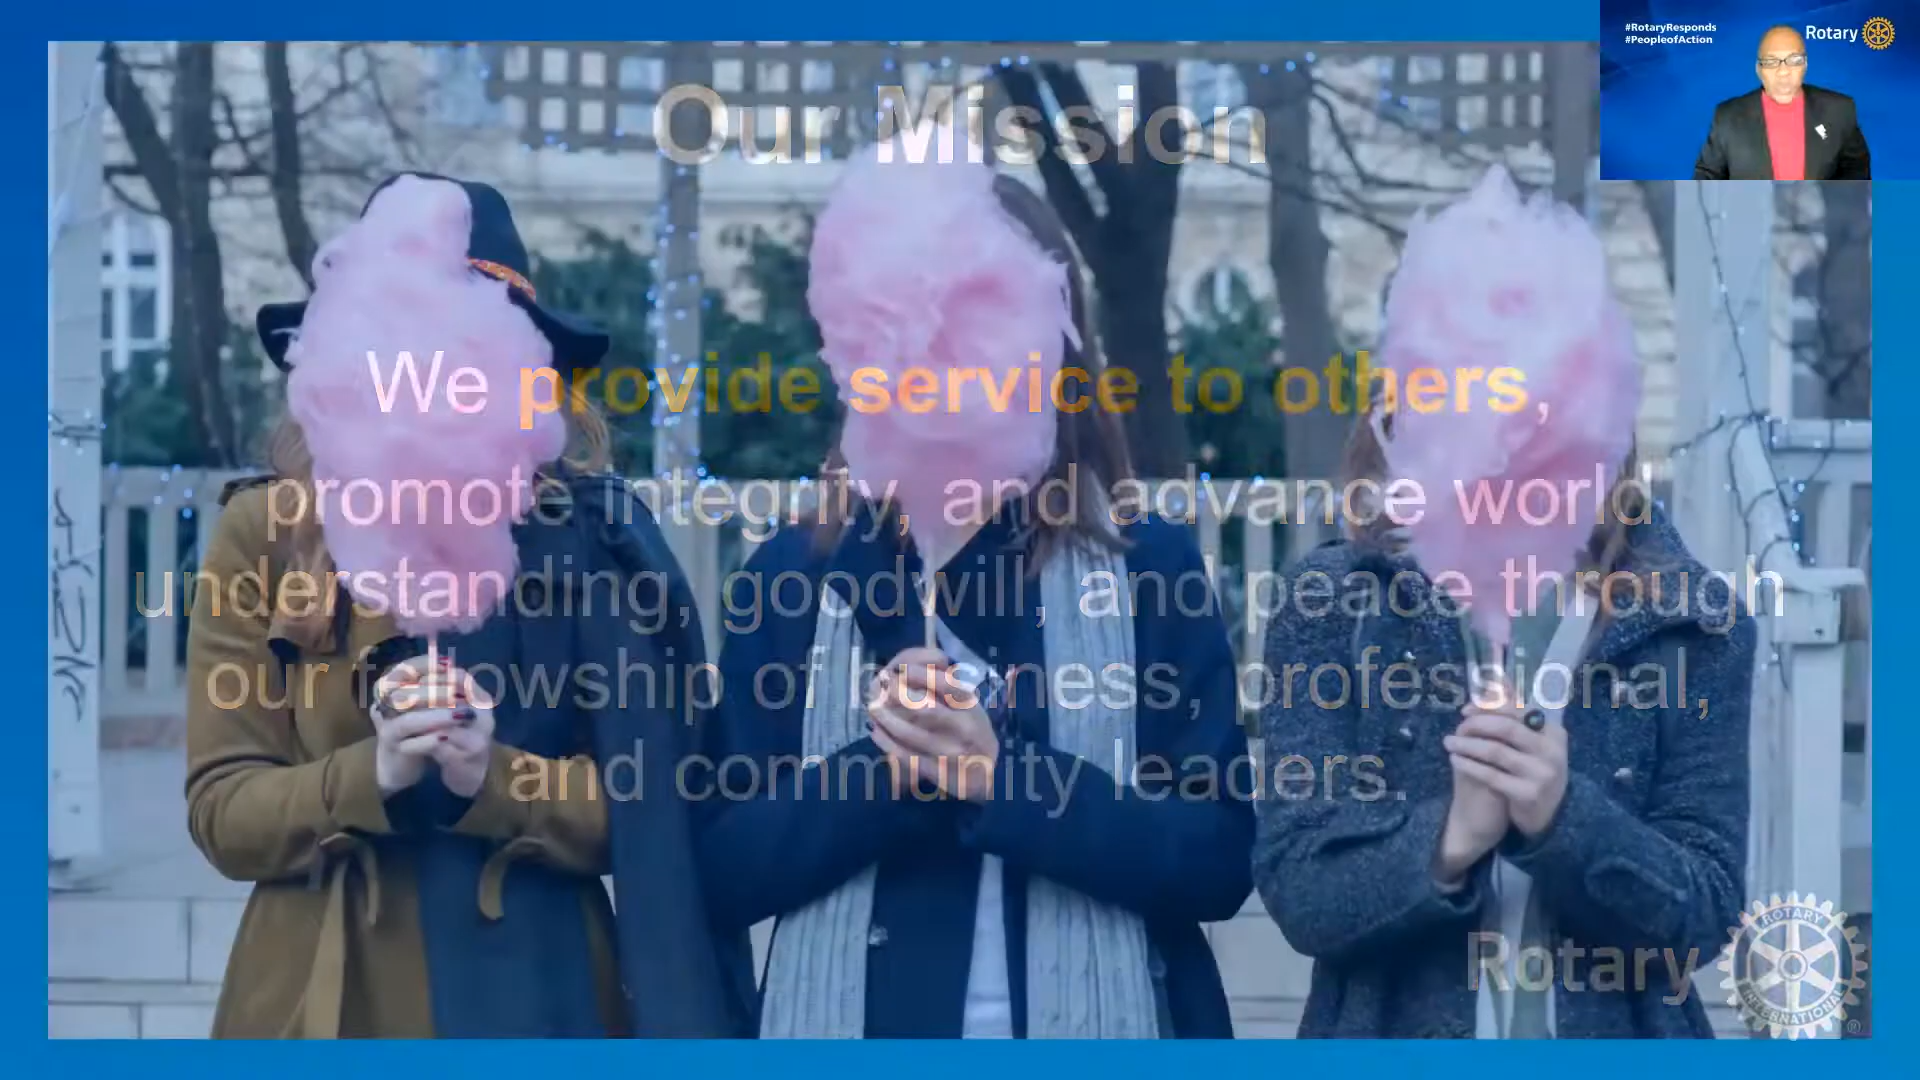 #RotaryResponds
#PeopleofAction
Rotary
Our Mission
We provide service to others,
promote integrity, and advance world
understanding, goodwill, and peace through
our fellowship of business, professional,
and community leaders.
Rotary
ROTARY
INTERNATIONAL
®